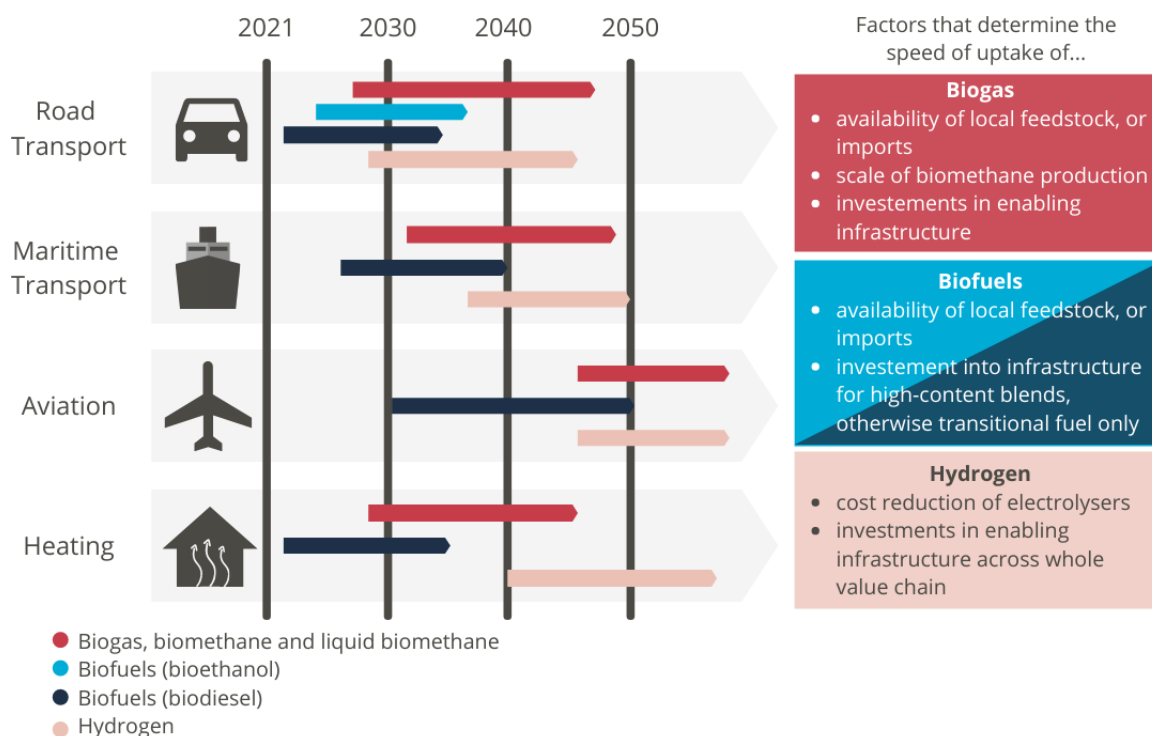 2021 2030 2040 2050
Factors that determine the
speed of uptake of...
Road
Transport
Maritime
Transport
Aviation
Heating
Biogas
• availability of local feedstock, or
imports
• scale of biomethane production
• investements in enabling
infrastructure
Biofuels
• availability of local feedstock, or
imports
• investement into infrastructure
for high-content blends,
otherwise transitional fuel only
Hydrogen
• cost reduction of electrolysers
• investments in enabling
infrastructure across whole
value chain
Biogas, biomethane and liquid biomethane
Biofuels (bioethanol)
Biofuels (biodiesel)
Hydrogen